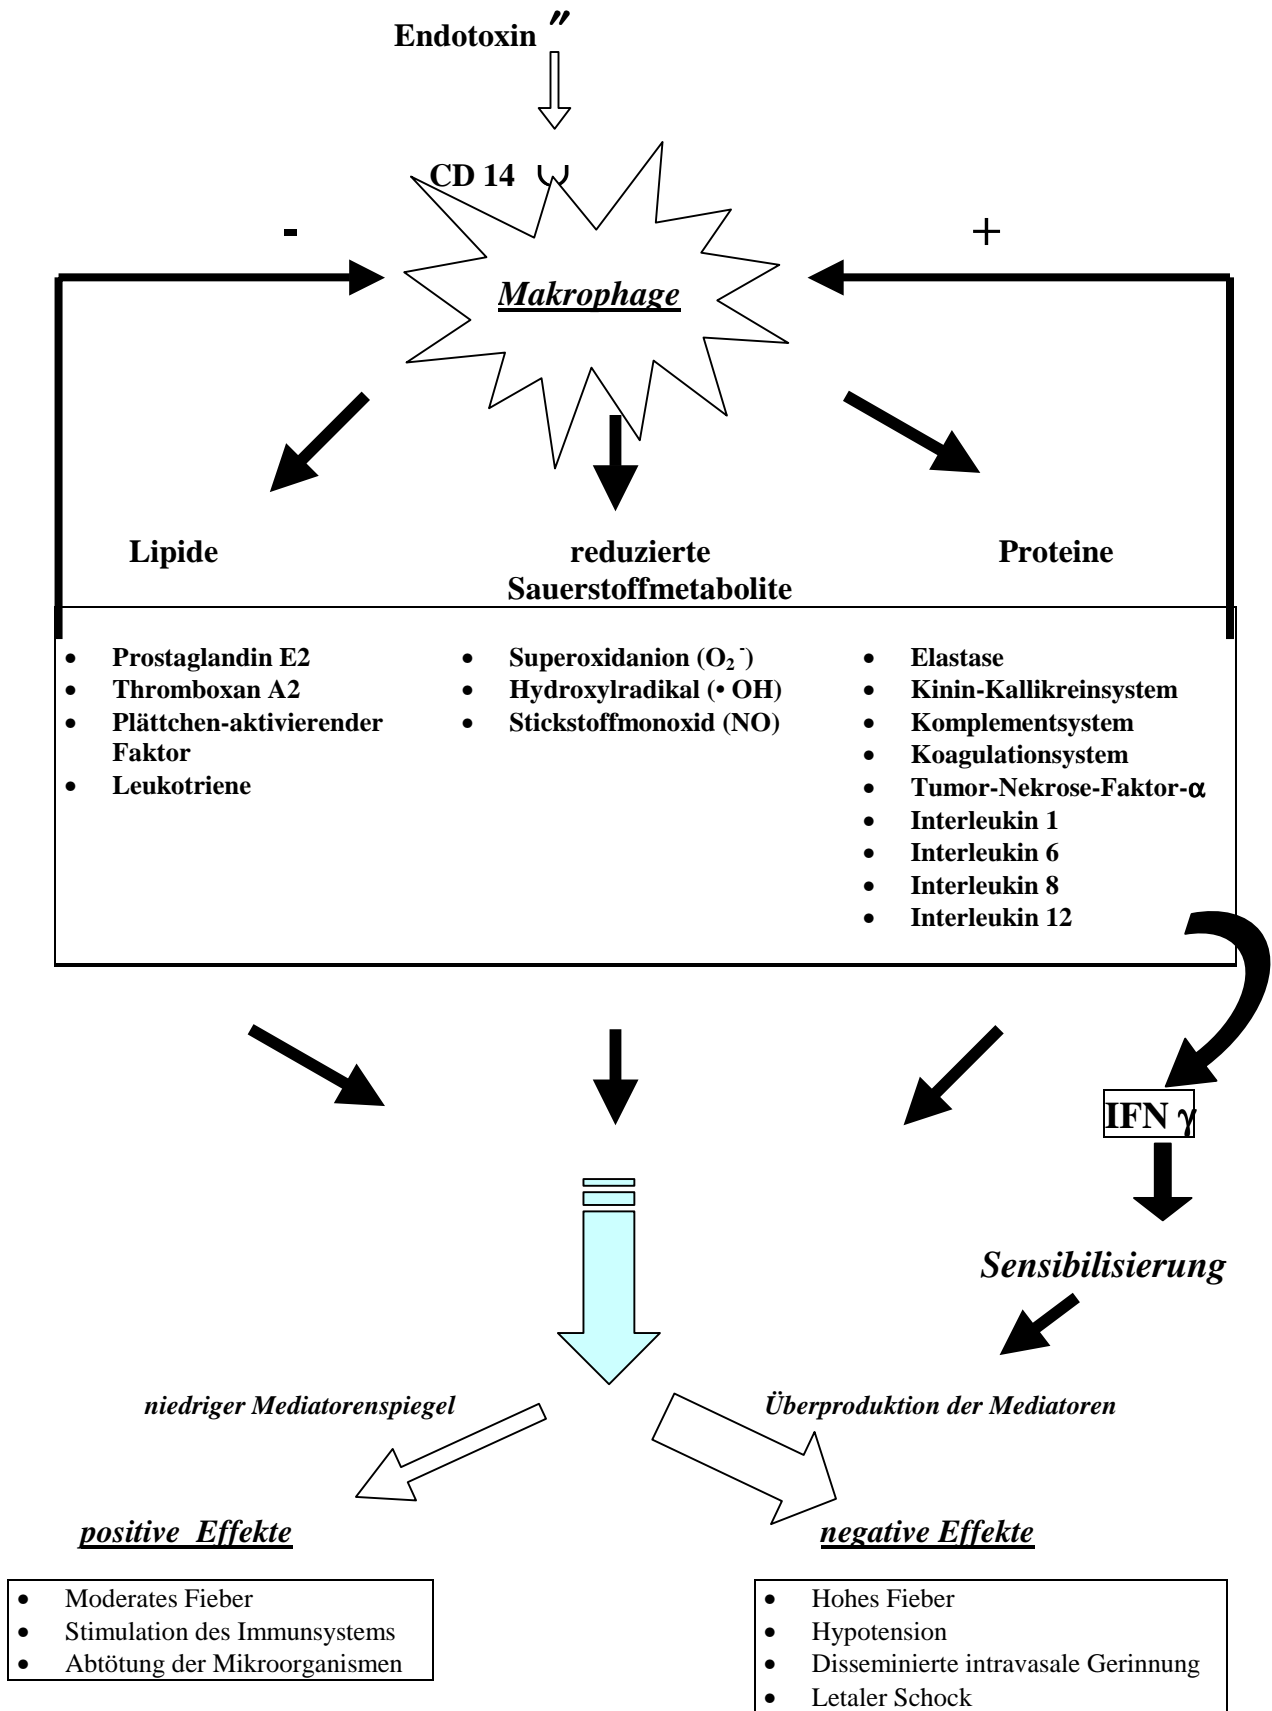 Endotoxin
CD 14
-
+
Makrophage
Lipide
reduzierte
Sauerstoffmetabolite
Proteine
• Prostaglandin E2
• Thromboxan A2
• Plättchen-aktivierender
Faktor
• Leukotriene
• Superoxidanion (O₂⁻)
• Hydroxylradikal (• OH)
• Stickstoffmonoxid (NO)
• Elastase
• Kinin-Kallikreinsystem
• Komplementsystem
• Koagulationsystem
• Tumor-Nekrose-Faktor-α
• Interleukin 1
• Interleukin 6
• Interleukin 8
• Interleukin 12
IFN γ
Sensibilisierung
niedriger Mediatorenspiegel
Überproduktion der Mediatoren
positive Effekte
negative Effekte
• Moderates Fieber
• Stimulation des Immunsystems
• Abtötung der Mikroorganismen
• Hohes Fieber
• Hypotension
• Disseminierte intravasale Gerinnung
• Letaler Schock